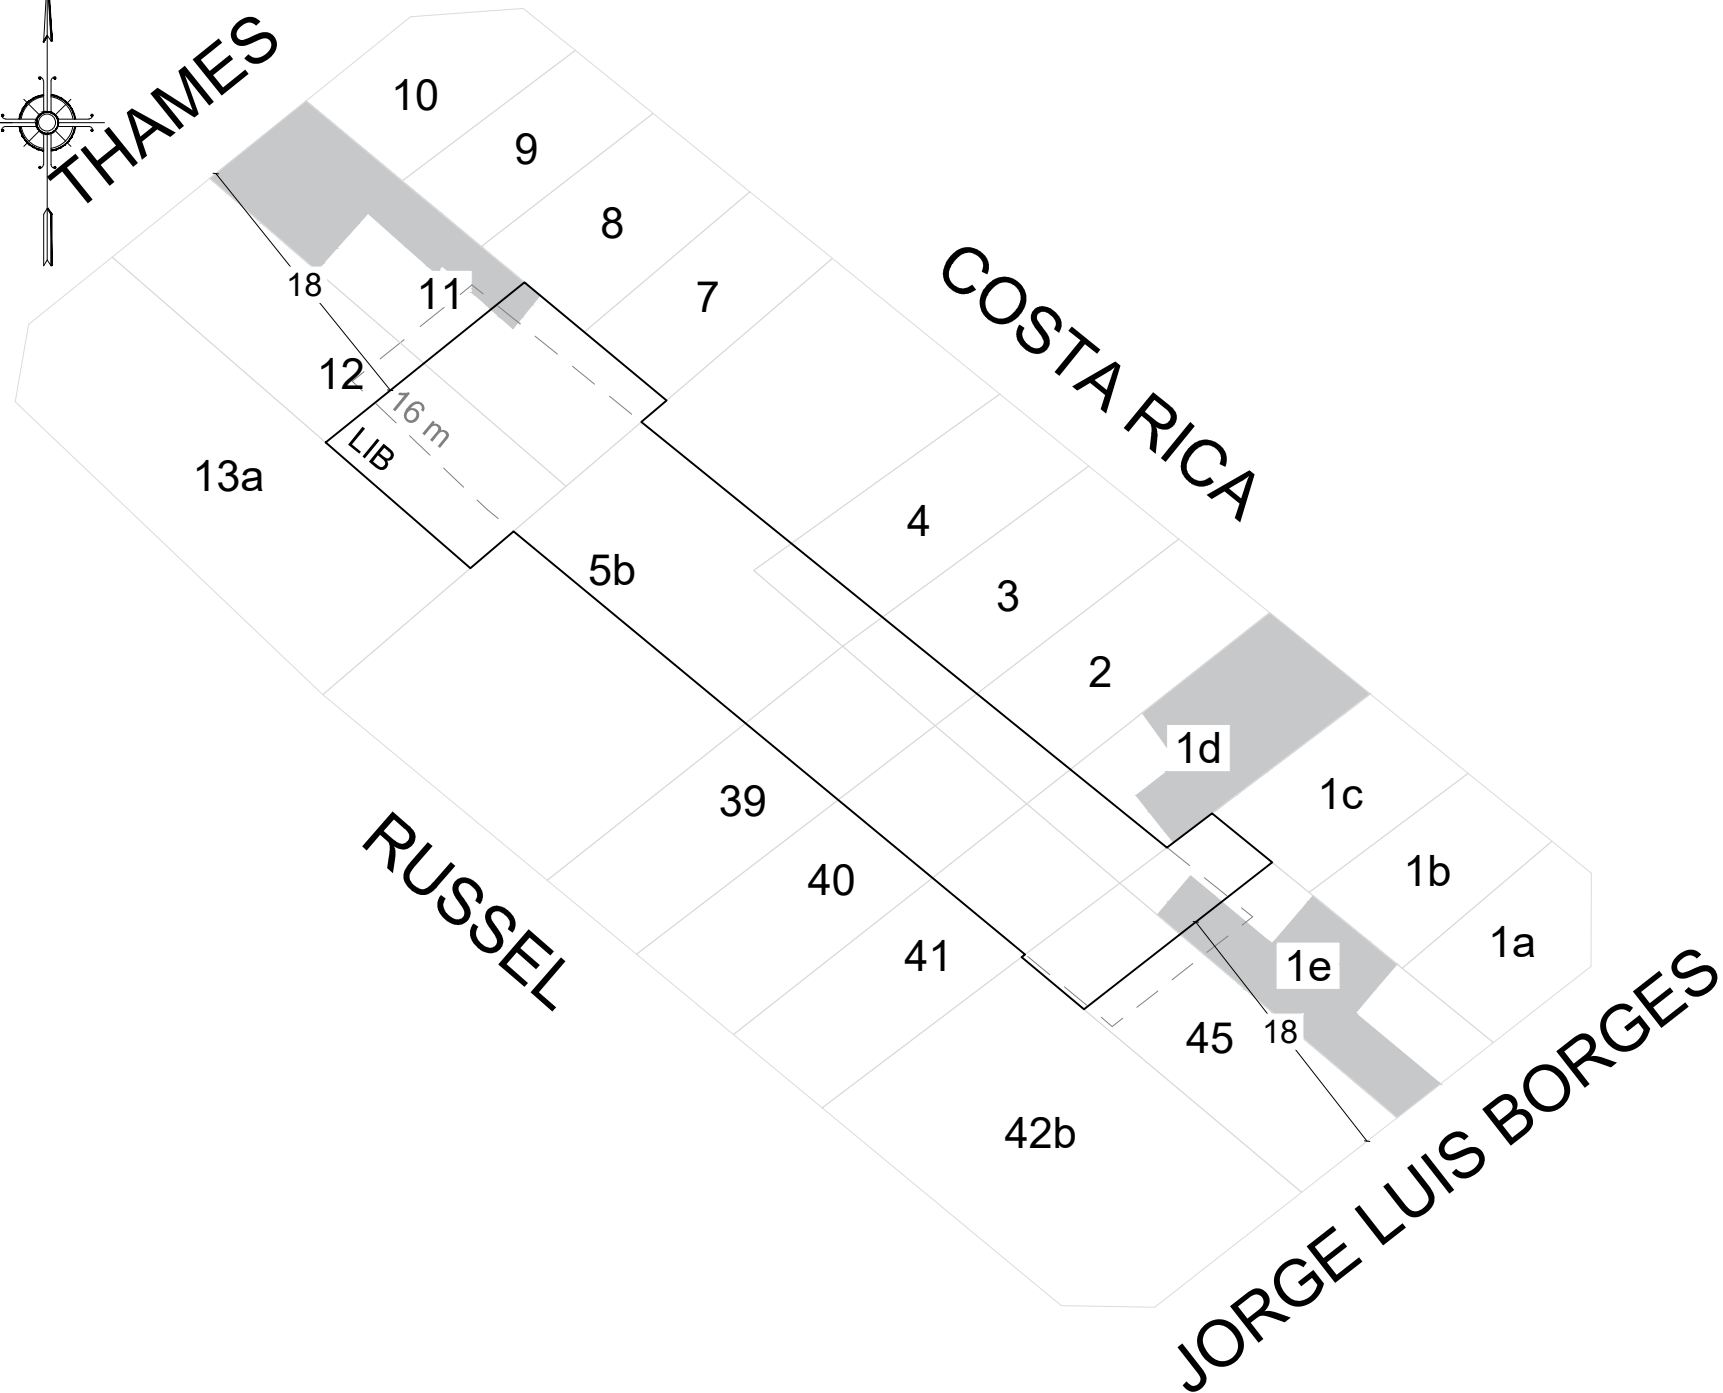 THAMES
10
9
8
7
COSTA RICA
11
18
12
16 m
LIB
13a
5b
4
3
2
1d
1c
1b
1a
1e
39
40
41
45
18
42b
RUSSEL
JORGE LUIS BORGES